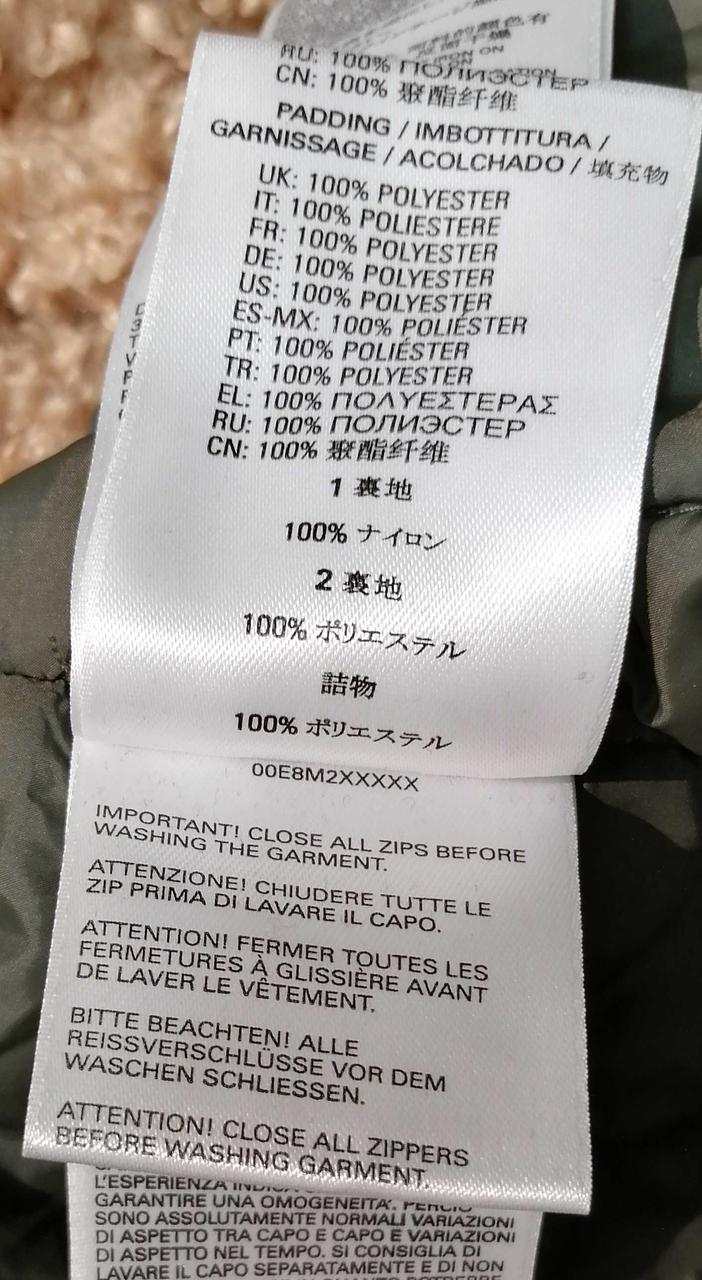 RU: 100% ПОЛИЭСТЕР
CN: 100% 聚酯纤维
PADDING / IMBOTTITURA /
GARNISSAGE / ACOLCHADO / 填充物
UK: 100% POLYESTER
IT: 100% POLIESTERE
FR: 100% POLYESTER
DE: 100% POLYESTER
US: 100% POLYESTER
ES-MX: 100% POLIÉSTER
PT: 100% POLIÉSTER
TR: 100% POLYESTER
EL: 100% ΠΟΛΥΕΣΤΕΡΑΣ
RU: 100% ПОЛИЭСТЕР
CN: 100% 聚酯纤维
1 裏地
100% ナイロン
2 裏地
100% ポリエステル
詰物
100% ポリエステル
00E8M2XXXXX
IMPORTANT! CLOSE ALL ZIPS BEFORE
WASHING THE GARMENT.
ATTENZIONE! CHIUDERE TUTTE LE
ZIP PRIMA DI LAVARE IL CAPO.
ATTENTION! FERMER TOUTES LES
FERMETURES À GLISSIÈRE AVANT
DE LAVER LE VÊTEMENT.
BITTE BEACHTEN! ALLE
REISSVERSCHLÜSSE VOR DEM
WASCHEN SCHLIESSEN.
ATTENTION! CLOSE ALL ZIPPERS
BEFORE WASHING GARMENT.
L'ESPERIENZA
GARANTIRE UNA OMOGENEITA'. PERCIO'
SONO ASSOLUTAMENTE NORMALI VARIAZIONI
DI ASPETTO TRA CAPO E CAPO E VARIAZIONI
DI ASPETTO NEL TEMPO. SI CONSIGLIA DI
LAVARE IL CAPO SEPARATAMENTE E DI NON